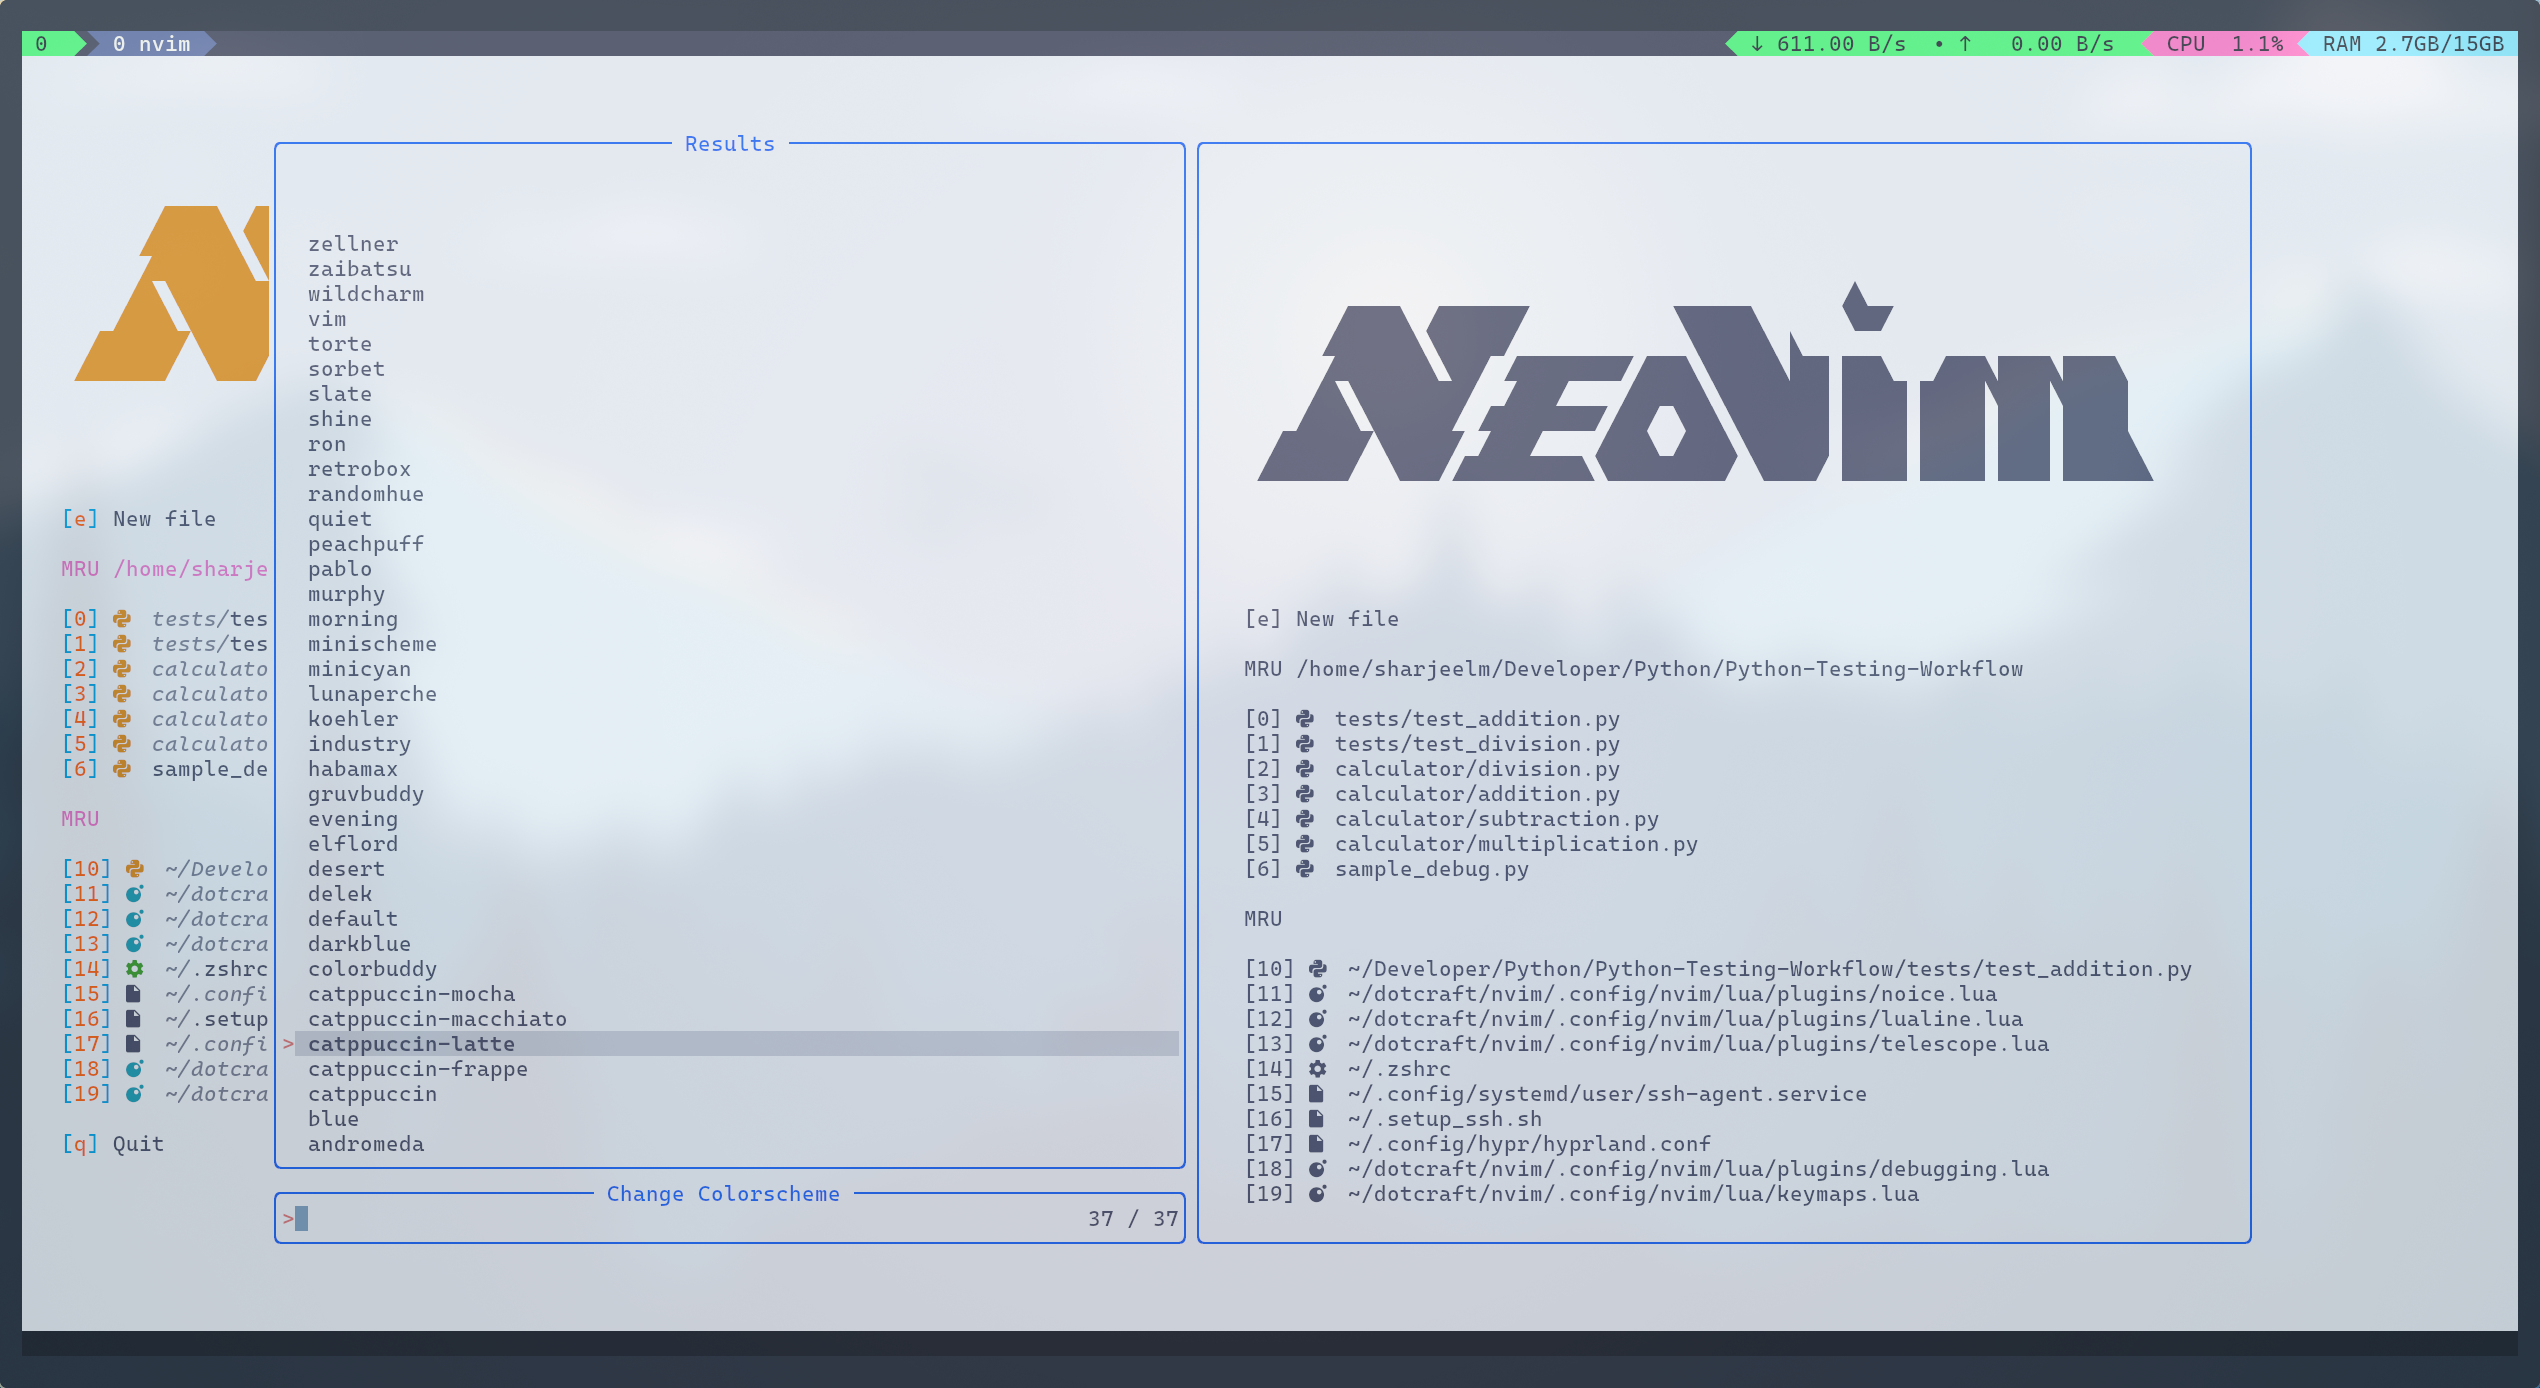 0 0 nvim ↓ 611.00 B/s • ↑ 0.00 B/s CPU 1.1% RAM 2.7GB/15GB
[e] New file
MRU /home/sharje
[0] tests/tes
[1] tests/tes
[2] calculato
[3] calculato
[4] calculato
[5] calculato
[6] sample_de
MRU
[10] ~/Develo
[11] ~/dotcra
[12] ~/dotcra
[13] ~/dotcra
[14] ~/.zshrc
[15] ~/.confi
[16] ~/.setup
[17] ~/.confi
[18] ~/dotcra
[19] ~/dotcra
[q] Quit
Results
zellner
zaibatsu
wildcharm
vim
torte
sorbet
slate
shine
ron
retrobox
randomhue
quiet
peachpuff
pablo
murphy
morning
minischeme
minicyan
lunaperche
koehler
industry
habamax
gruvbuddy
evening
elflord
desert
delek
default
darkblue
colorbuddy
catppuccin-mocha
catppuccin-macchiato
> catppuccin-latte
catppuccin-frappe
catppuccin
blue
andromeda
Change Colorscheme
> 37 / 37
NEOVIM
[e] New file
MRU /home/sharjeelm/Developer/Python/Python-Testing-Workflow
[0] tests/test_addition.py
[1] tests/test_division.py
[2] calculator/division.py
[3] calculator/addition.py
[4] calculator/subtraction.py
[5] calculator/multiplication.py
[6] sample_debug.py
MRU
[10] ~/Developer/Python/Python-Testing-Workflow/tests/test_addition.py
[11] ~/dotcraft/nvim/.config/nvim/lua/plugins/noice.lua
[12] ~/dotcraft/nvim/.config/nvim/lua/plugins/lualine.lua
[13] ~/dotcraft/nvim/.config/nvim/lua/plugins/telescope.lua
[14] ~/.zshrc
[15] ~/.config/systemd/user/ssh-agent.service
[16] ~/.setup_ssh.sh
[17] ~/.config/hypr/hyprland.conf
[18] ~/dotcraft/nvim/.config/nvim/lua/plugins/debugging.lua
[19] ~/dotcraft/nvim/.config/nvim/lua/keymaps.lua